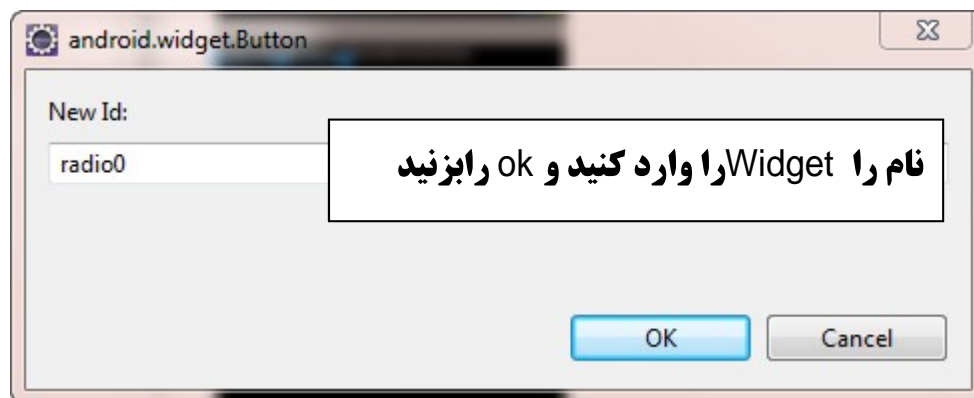 android.widget.Button
New Id:
radio0
نام را Widgetرا وارد کنید و ok رابزنید
OK
Cancel